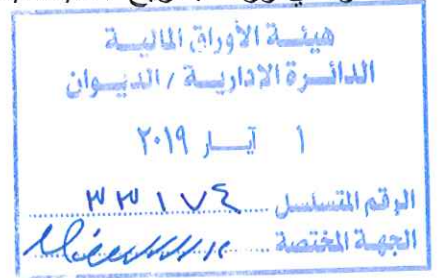 هيئة الأوراق المالية
الدائرة الادارية / الديوان
١ آيار ٢٠١٩
الرقم المتسلسل ٣٣١٧٤
الجهة المختصة